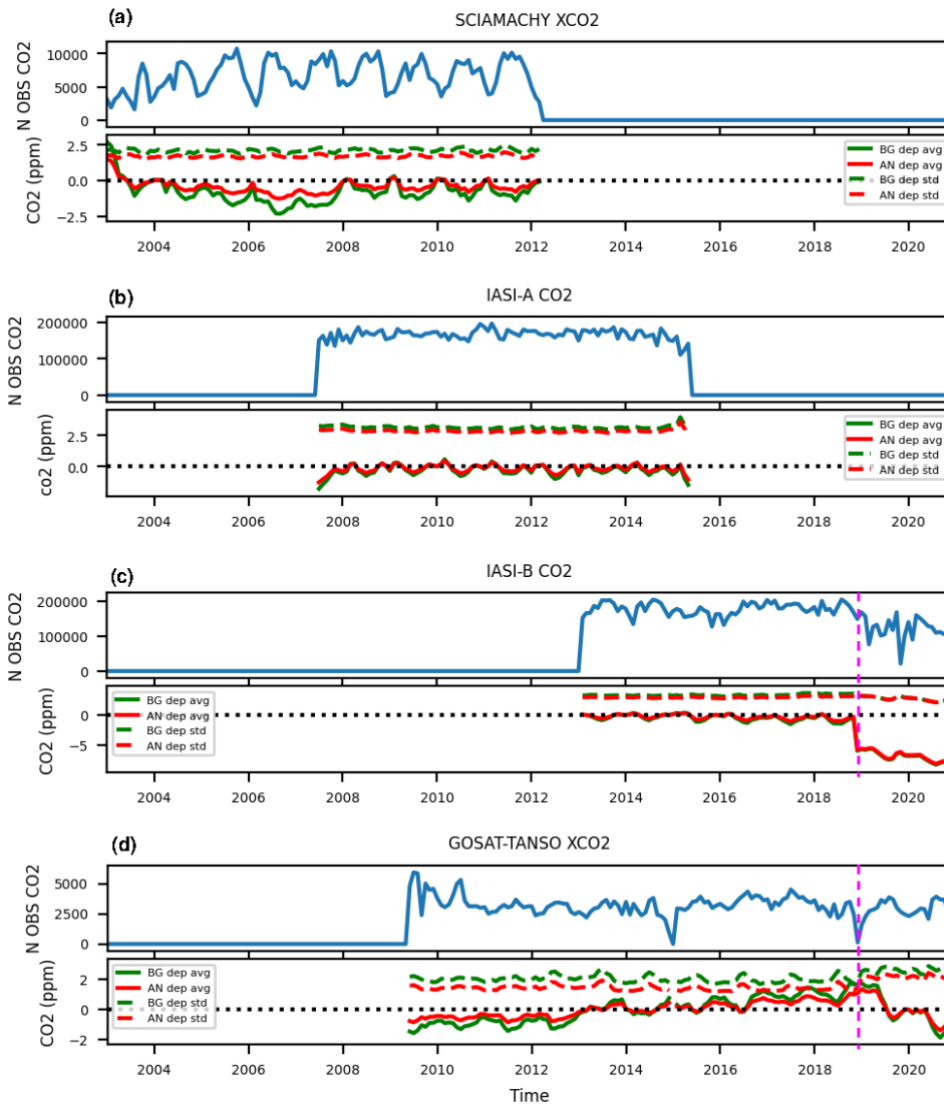 (a)
SCIAMACHY XCO2
N OBS CO2
10000
5000
0
CO2 (ppm)
2.5
0.0
−2.5
BG dep avg
AN dep avg
BG dep std
AN dep std
2004 2006 2008 2010 2012 2014 2016 2018 2020
(b)
IASI-A CO2
N OBS CO2
200000
100000
0
co2 (ppm)
2.5
0.0
BG dep avg
AN dep avg
BG dep std
AN dep std
2004 2006 2008 2010 2012 2014 2016 2018 2020
(c)
IASI-B CO2
N OBS CO2
200000
100000
0
CO2 (ppm)
0
−5
BG dep avg
AN dep avg
BG dep std
AN dep std
2004 2006 2008 2010 2012 2014 2016 2018 2020
(d)
GOSAT-TANSO XCO2
N OBS CO2
5000
2500
0
CO2 (ppm)
2
0
−2
BG dep avg
AN dep avg
BG dep std
AN dep std
2004 2006 2008 2010 2012 2014 2016 2018 2020
Time